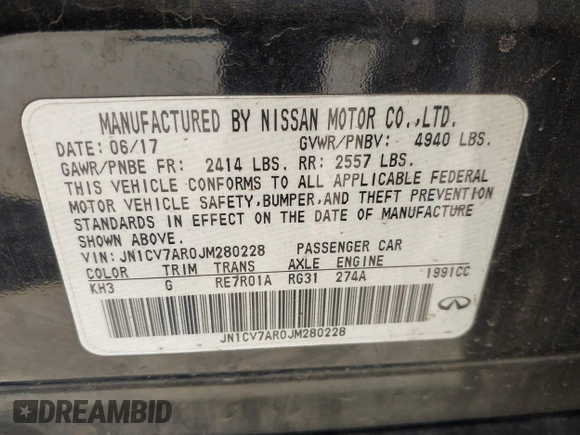 MANUFACTURED BY NISSAN MOTOR CO.,LTD.
DATE: 06/17 GVWR/PNBV: 4940 LBS.
GAWR/PNBE FR: 2414 LBS. RR: 2557 LBS.
THIS VEHICLE CONFORMS TO ALL APPLICABLE FEDERAL
MOTOR VEHICLE SAFETY,BUMPER,AND THEFT PREVENTION
STANDARDS IN EFFECT ON THE DATE OF MANUFACTURE
SHOWN ABOVE.
VIN: JN1CV7AR0JM280228 PASSENGER CAR
COLOR TRIM TRANS AXLE ENGINE
KH3 G RE7R01A RG31 274A 1991CC
JN1CV7AR0JM280228
DREAMBID